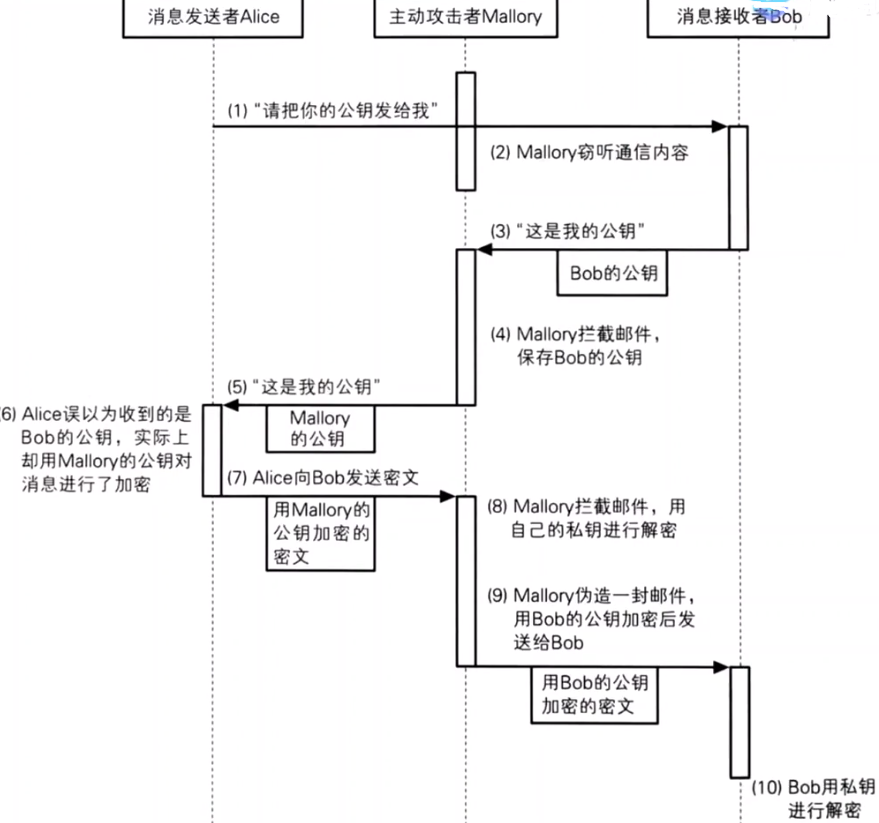 消息发送者Alice
主动攻击者Mallory
消息接收者Bob
(1) “请把你的公钥发给我”
(2) Mallory窃听通信内容
(3) “这是我的公钥”
Bob的公钥
(4) Mallory拦截邮件，
保存Bob的公钥
(5) “这是我的公钥”
Mallory
的公钥
6) Alice误以为收到的是
Bob的公钥，实际上
却用Mallory的公钥对
消息进行了加密
(7) Alice向Bob发送密文
用Mallory的
公钥加密的
密文
(8) Mallory拦截邮件，用
自己的私钥进行解密
(9) Mallory伪造一封邮件，
用Bob的公钥加密后发
送给Bob
用Bob的公钥
加密的密文
(10) Bob用私钥
进行解密